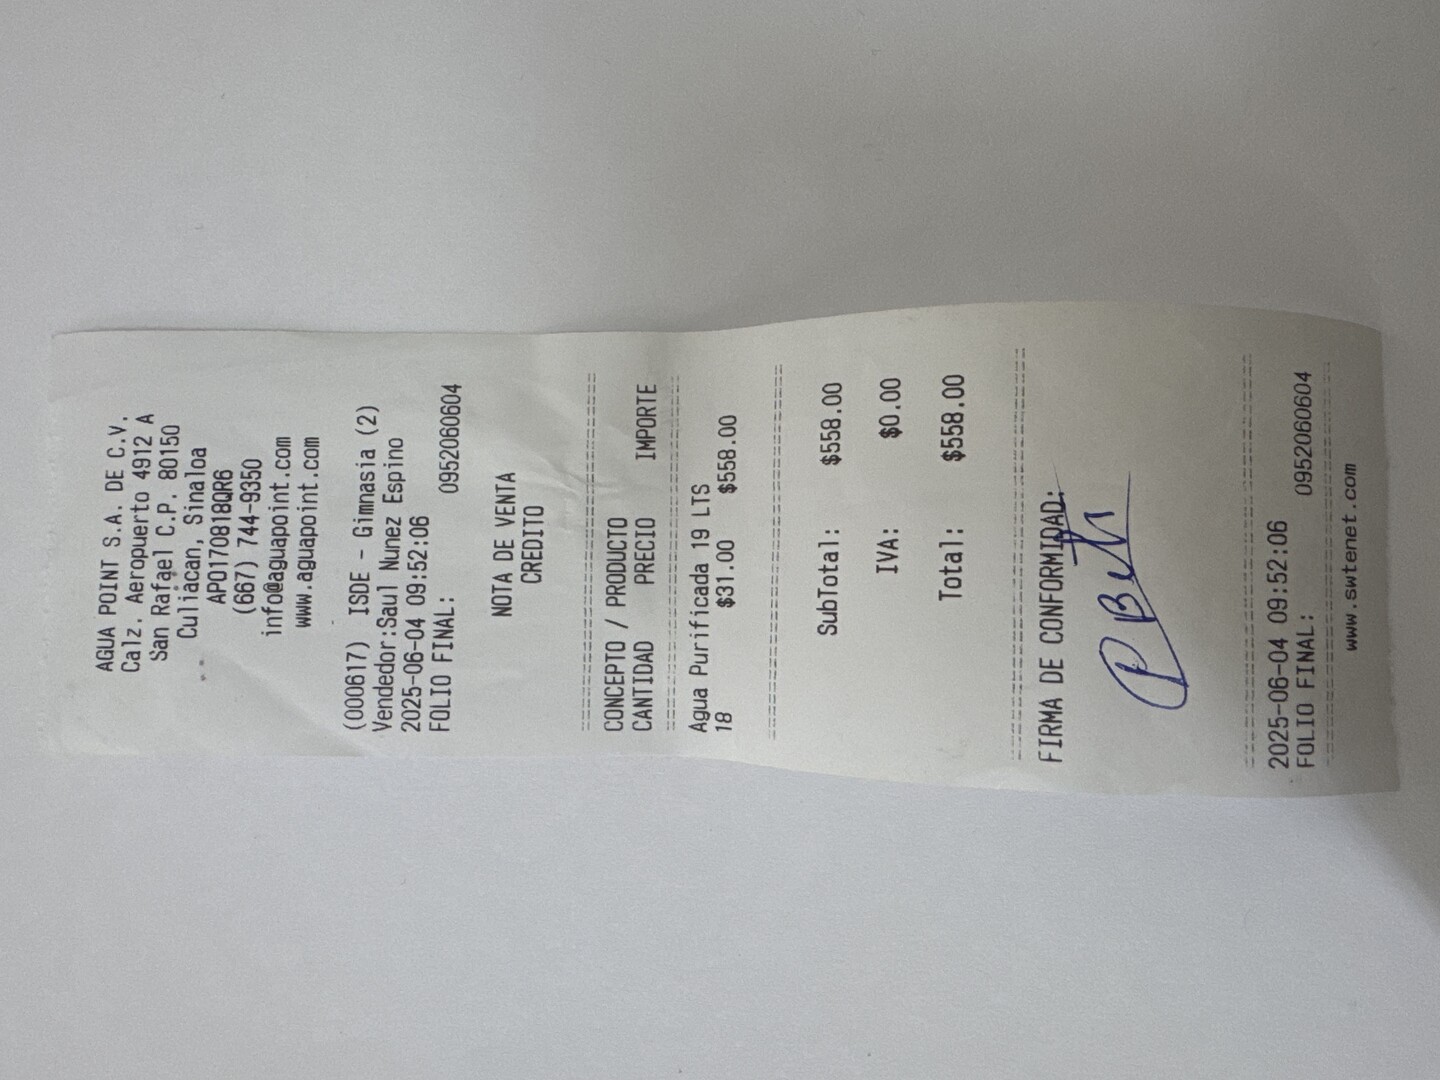 AGUA POINT S.A. DE C.V.
Calz. Aeropuerto 4912 A
San Rafael C.P. 80150
Culiacan, Sinaloa
APO170818QR6
(667) 744-9350
info@aguapoint.com
www.aguapoint.com
(000617) ISDE - Gimnasia (2)
Vendedor:Saul Nunez Espino
2025-06-04 09:52:06
FOLIO FINAL: 0952060604
NOTA DE VENTA
CREDITO
CONCEPTO / PRODUCTO
CANTIDAD PRECIO IMPORTE
Agua Purificada 19 LTS
18 $31.00 $558.00
SubTotal: $558.00
IVA: $0.00
Total: $558.00
FIRMA DE CONFORMIDAD:
P Beth
2025-06-04 09:52:06
FOLIO FINAL: 0952060604
www.swtenet.com